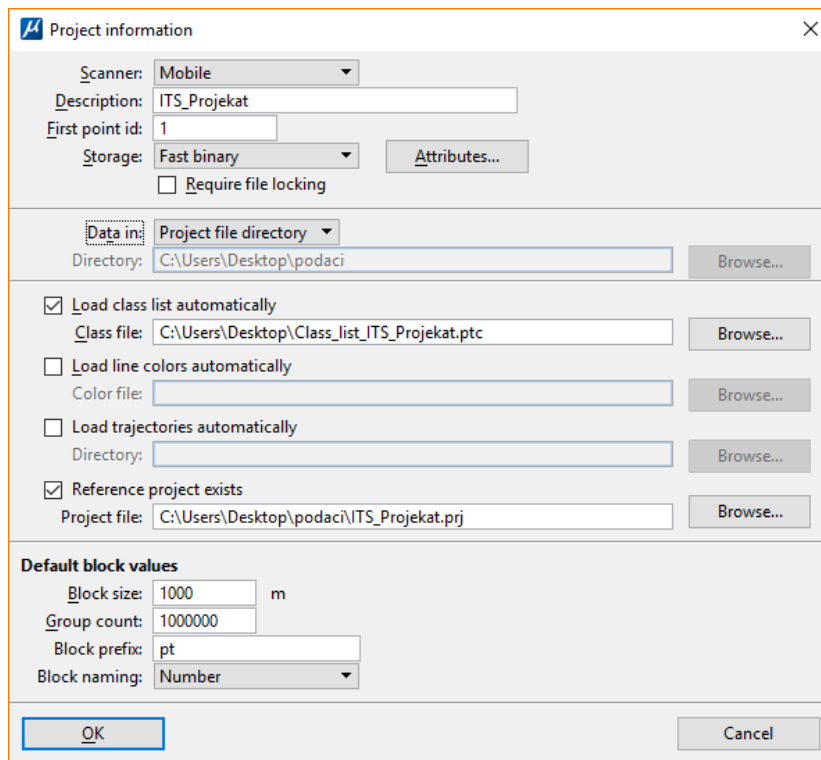 Project information
Scanner: Mobile
Description: ITS_Projekat
First point id: 1
Storage: Fast binary Attributes...
Require file locking
Data in: Project file directory
Directory: C:\Users\Desktop\podaci Browse...
Load class list automatically
Class file: C:\Users\Desktop\Class_list_ITS_Projekat.ptc Browse...
Load line colors automatically
Color file: Browse...
Load trajectories automatically
Directory: Browse...
Reference project exists
Project file: C:\Users\Desktop\podaci\ITS_Projekat.prj Browse...
Default block values
Block size: 1000 m
Group count: 1000000
Block prefix: pt
Block naming: Number
OK Cancel